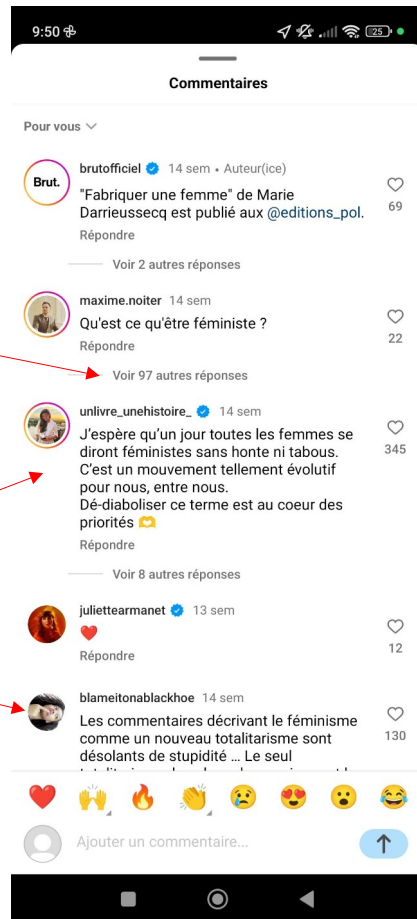 9:50
25
Commentaires
Pour vous
Brut.
brutofficiel 14 sem • Auteur(ice)
"Fabriquer une femme" de Marie
Darrieussecq est publié aux @editions_pol.
69
Répondre
Voir 2 autres réponses
maxime.noiter 14 sem
Qu'est ce qu'être féministe ?
22
Répondre
Voir 97 autres réponses
unlivre_unehistoire_ 14 sem
J'espère qu'un jour toutes les femmes se
diront féministes sans honte ni tabous.
345
C'est un mouvement tellement évolutif
pour nous, entre nous.
Dé-diaboliser ce terme est au coeur des
priorités 🫶
Répondre
Voir 8 autres réponses
juliettearmanet 13 sem
❤️
12
Répondre
blameitonablackhoe 14 sem
Les commentaires décrivant le féminisme
130
comme un nouveau totalitarisme sont
désolants de stupidité ... Le seul
Ajouter un commentaire...